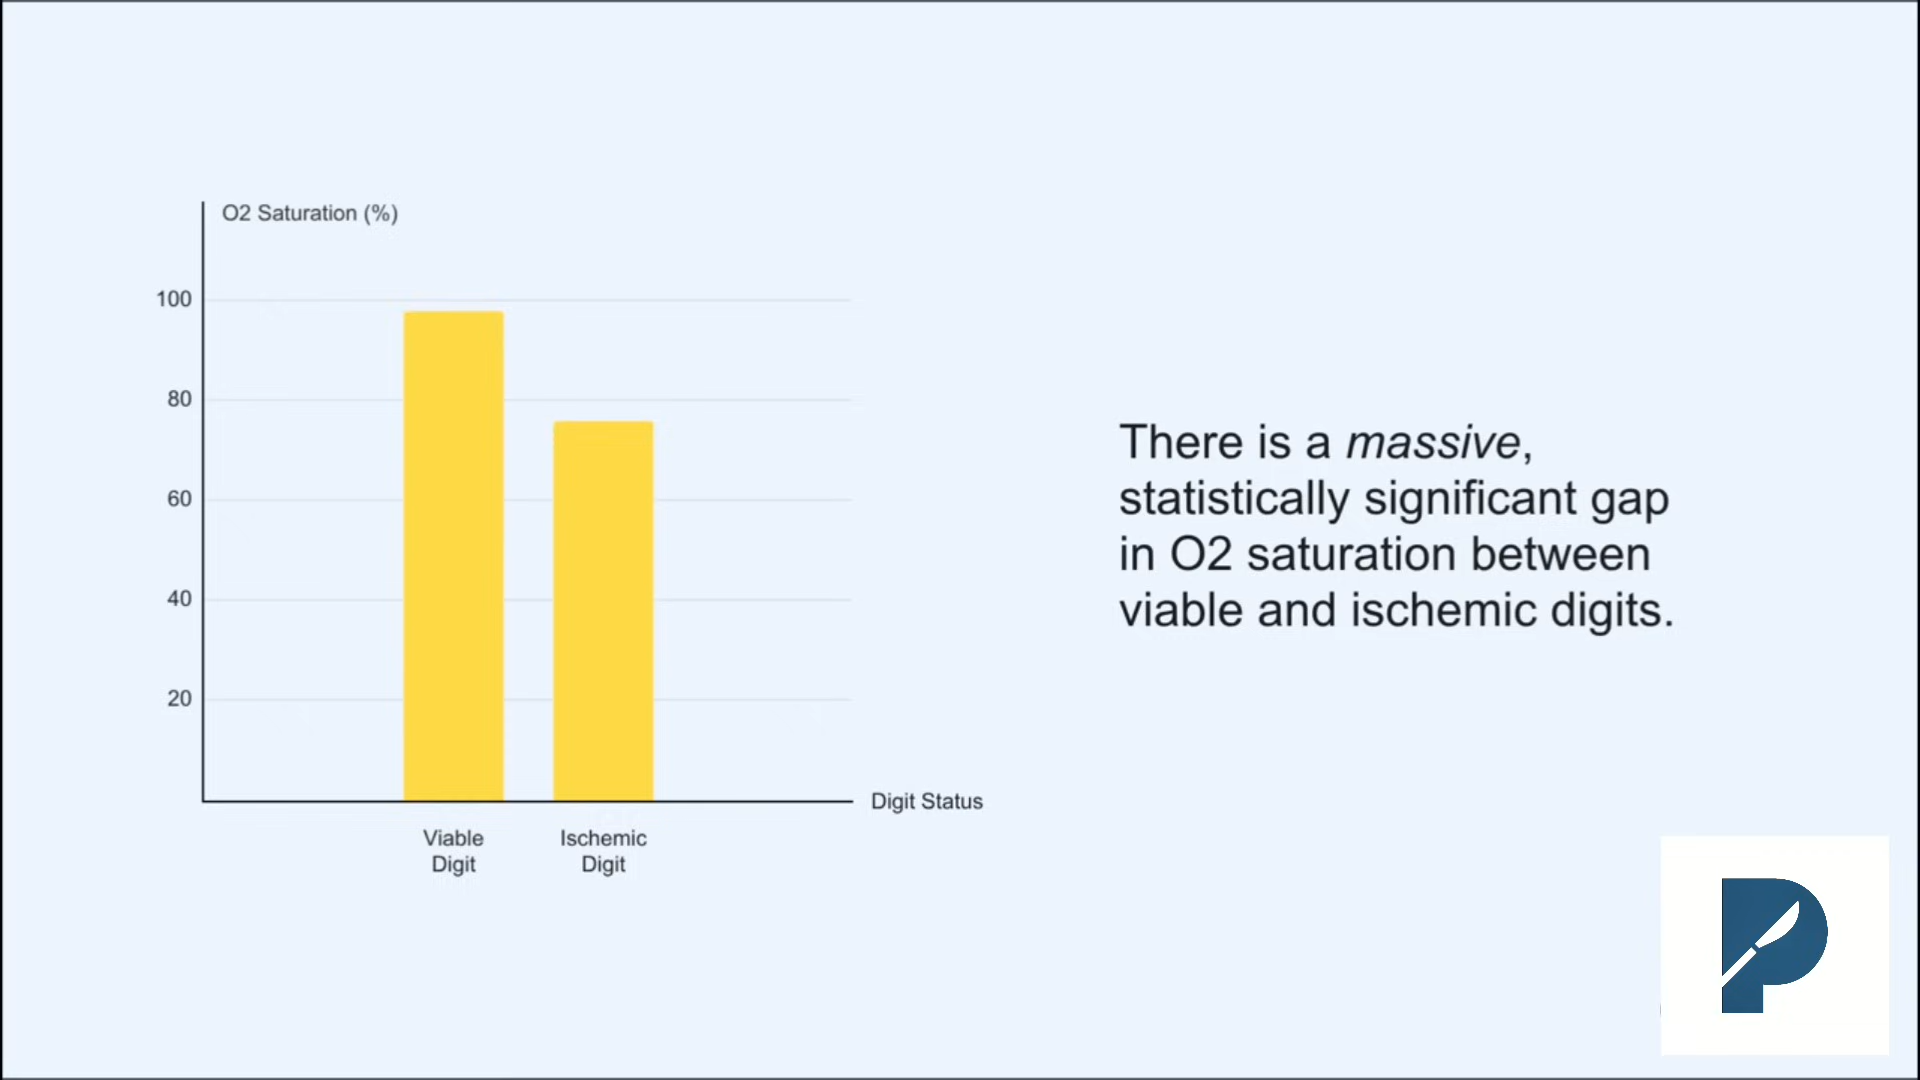 O2 Saturation (%)
100
80
60
40
20
Digit Status
Viable
Digit
Ischemic
Digit
There is a massive,
statistically significant gap
in O2 saturation between
viable and ischemic digits.
P